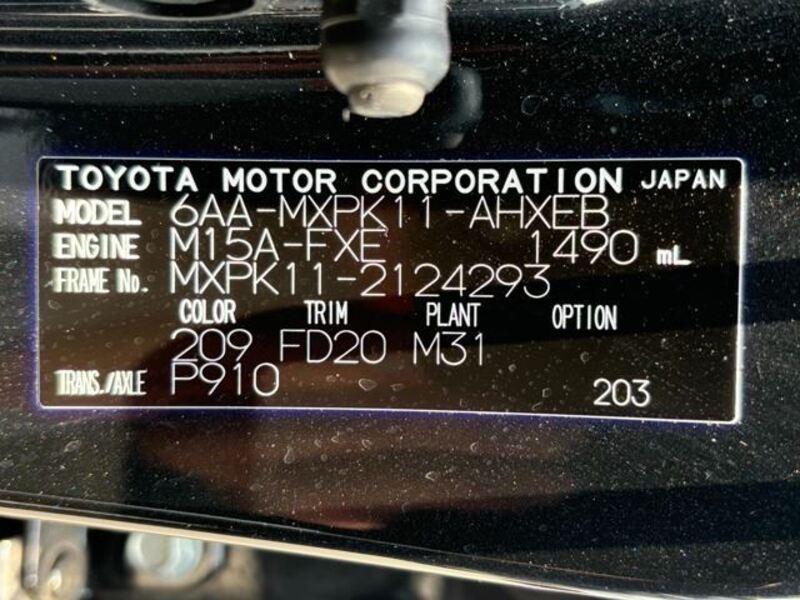 TOYOTA MOTOR CORPORATION JAPAN
MODEL 6AA-MXPK11-AHXEB
ENGINE M15A-FXE 1490 mL
FRAME No. MXPK11-2124293
COLOR TRIM PLANT OPTION
209 FD20 M31
TRANS./AXLE P910 203